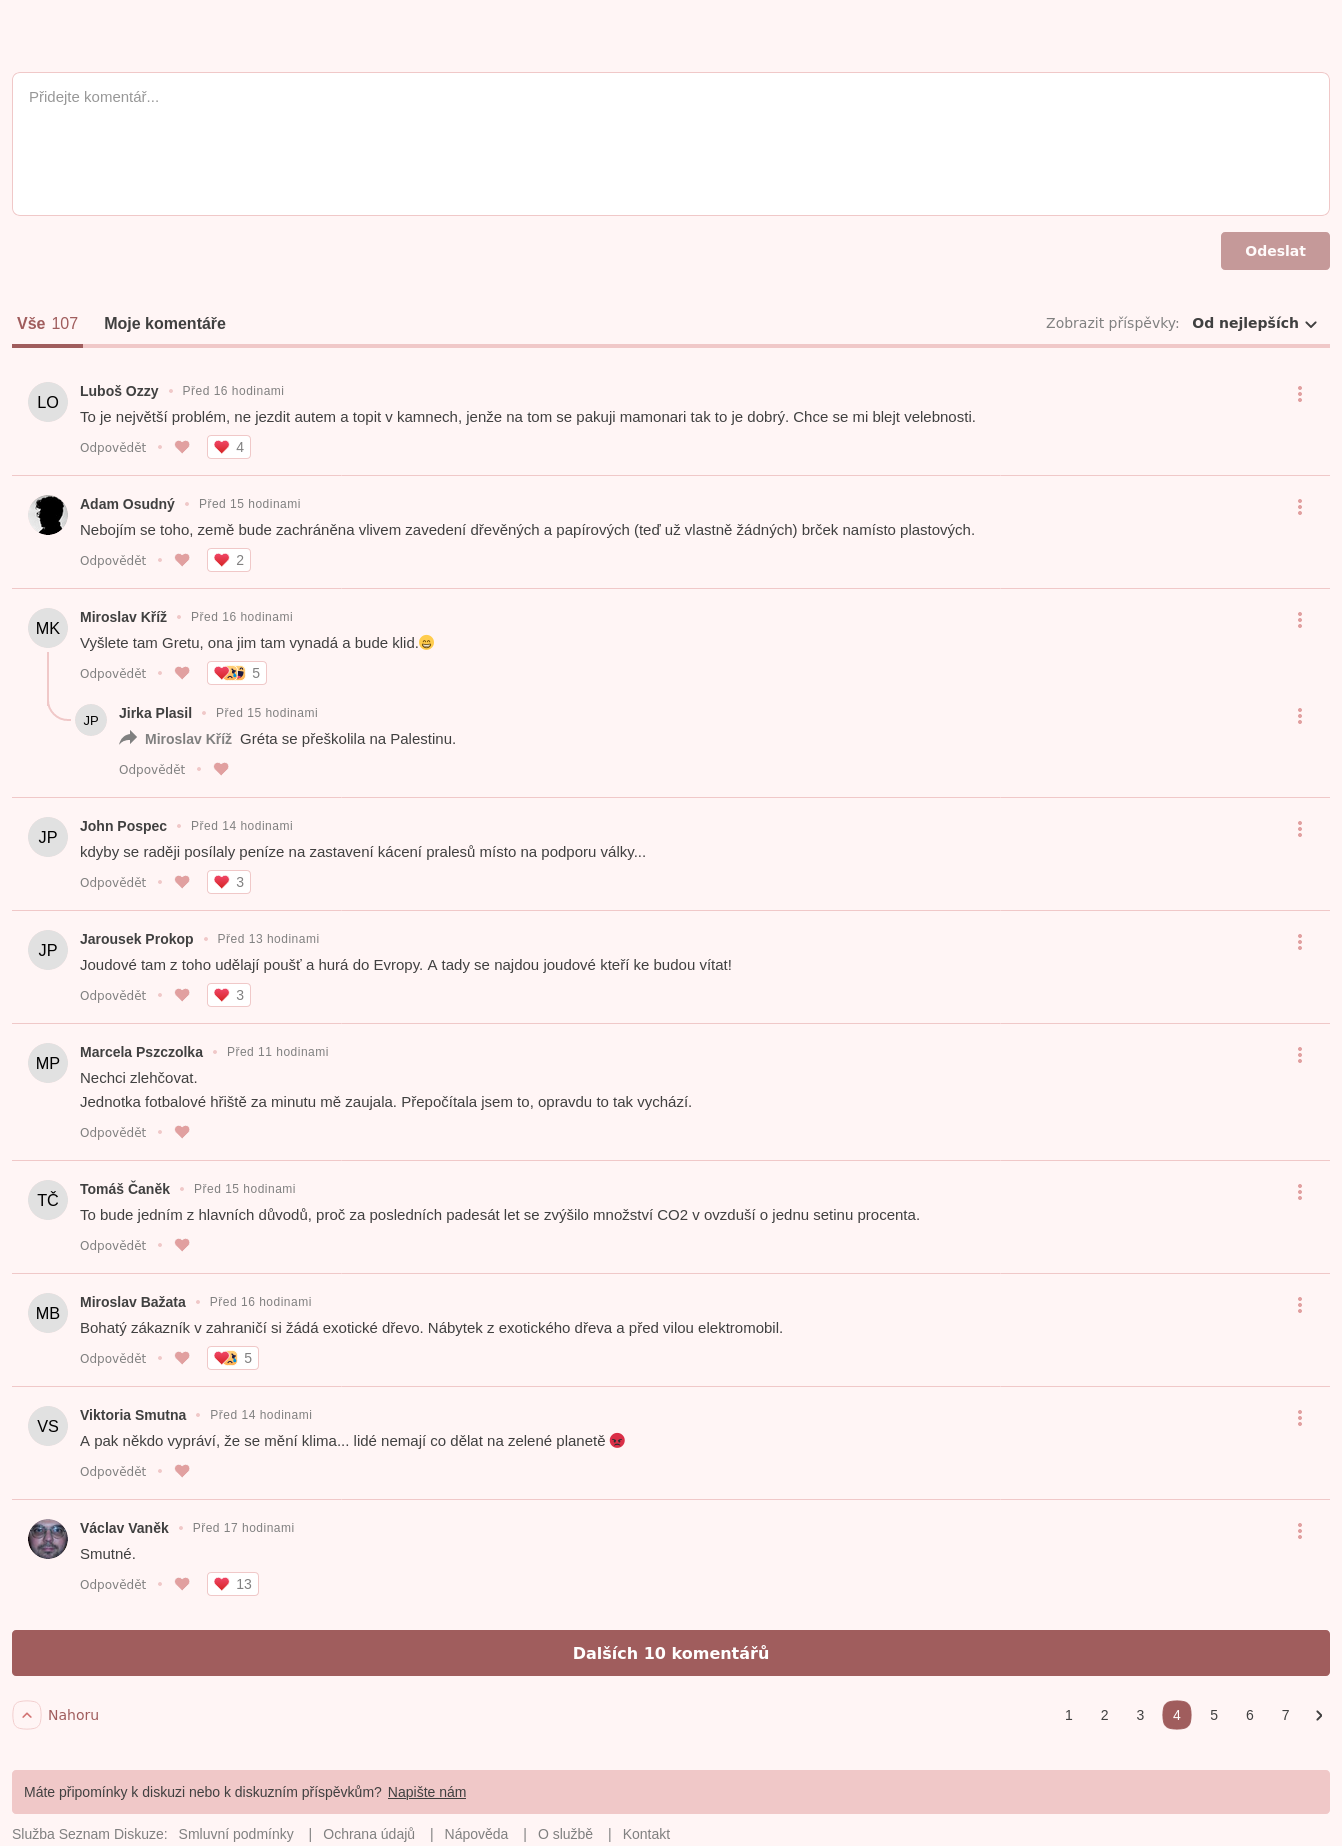 Přidejte komentář...
Odeslat
Vše 107 Moje komentáře Zobrazit příspěvky: Od nejlepších
LO Luboš Ozzy • Před 16 hodinami
To je největší problém, ne jezdit autem a topit v kamnech, jenže na tom se pakuji mamonari tak to je dobrý. Chce se mi blejt velebnosti.
Odpovědět • 4
Adam Osudný • Před 15 hodinami
Nebojím se toho, země bude zachráněna vlivem zavedení dřevěných a papírových (teď už vlastně žádných) brček namísto plastových.
Odpovědět • 2
MK Miroslav Kříž • Před 16 hodinami
Vyšlete tam Gretu, ona jim tam vynadá a bude klid.😄
Odpovědět • 5
JP Jirka Plasil • Před 15 hodinami
Miroslav Kříž Gréta se přeškolila na Palestinu.
Odpovědět •
JP John Pospec • Před 14 hodinami
kdyby se raději posílaly peníze na zastavení kácení pralesů místo na podporu války...
Odpovědět • 3
JP Jarousek Prokop • Před 13 hodinami
Joudové tam z toho udělají poušť a hurá do Evropy. A tady se najdou joudové kteří ke budou vítat!
Odpovědět • 3
MP Marcela Pszczolka • Před 11 hodinami
Nechci zlehčovat.
Jednotka fotbalové hřiště za minutu mě zaujala. Přepočítala jsem to, opravdu to tak vychází.
Odpovědět •
TČ Tomáš Čaněk • Před 15 hodinami
To bude jedním z hlavních důvodů, proč za posledních padesát let se zvýšilo množství CO2 v ovzduší o jednu setinu procenta.
Odpovědět •
MB Miroslav Bažata • Před 16 hodinami
Bohatý zákazník v zahraničí si žádá exotické dřevo. Nábytek z exotického dřeva a před vilou elektromobil.
Odpovědět • 5
VS Viktoria Smutna • Před 14 hodinami
A pak někdo vypráví, že se mění klima... lidé nemají co dělat na zelené planetě 😡
Odpovědět •
Václav Vaněk • Před 17 hodinami
Smutné.
Odpovědět • 13
Dalších 10 komentářů
Nahoru 1 2 3 4 5 6 7
Máte připomínky k diskuzi nebo k diskuzním příspěvkům? Napište nám
Služba Seznam Diskuze: Smluvní podmínky | Ochrana údajů | Nápověda | O službě | Kontakt